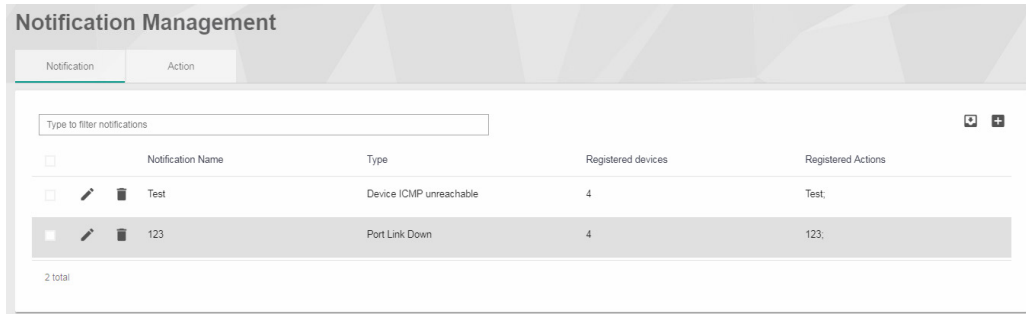 Notification Management
Notification Action
Type to filter notifications
Notification Name Type Registered devices Registered Actions
Test Device ICMP unreachable 4 Test;
123 Port Link Down 4 123;
2 total